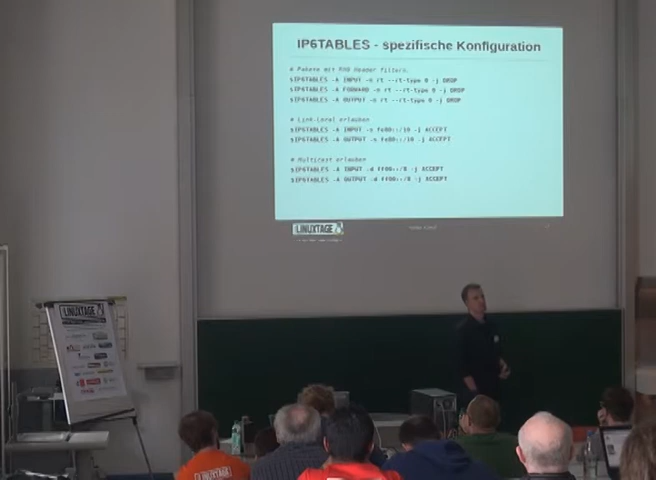 IP6TABLES - spezifische Konfiguration
# Pakete mit RH0 Header filtern.
$IP6TABLES -A INPUT -m rt --rt-type 0 -j DROP
$IP6TABLES -A FORWARD -m rt --rt-type 0 -j DROP
$IP6TABLES -A OUTPUT -m rt --rt-type 0 -j DROP
# Link-Local erlauben
$IP6TABLES -A INPUT -s fe80::/10 -j ACCEPT
$IP6TABLES -A OUTPUT -s fe80::/10 -j ACCEPT
# Multicast erlauben
$IP6TABLES -A INPUT -d ff00::/8 -j ACCEPT
$IP6TABLES -A OUTPUT -d ff00::/8 -j ACCEPT
LINUXTAGE
LINUXTAGE
LINUXTAGE